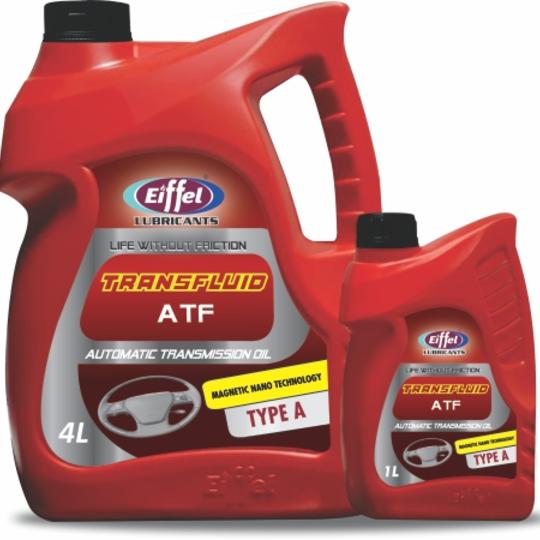 Eiffel
LUBRICANTS
LIFE WITHOUT FRICTION
TRANSFLUID
ATF
AUTOMATIC TRANSMISSION OIL
MAGNETIC NANO TECHNOLOGY
TYPE A
4L
Eiffel
Eiffel
LUBRICANTS
LIFE WITHOUT FRICTION
TRANSFLUID
ATF
AUTOMATIC TRANSMISSION OIL
MAGNETIC NANO TECHNOLOGY
TYPE A
1L
Eiffel